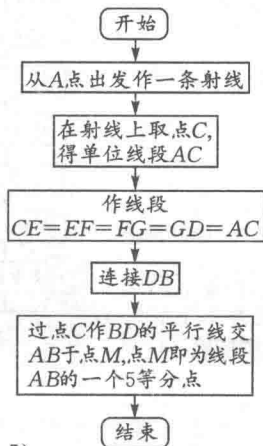 开始
从A点出发作一条射线
在射线上取点C,
得单位线段AC
作线段
CE=EF=FG=GD=AC
连接DB
过点C作BD的平行线交
AB于点M,点M即为线段
AB的一个5等分点
结束